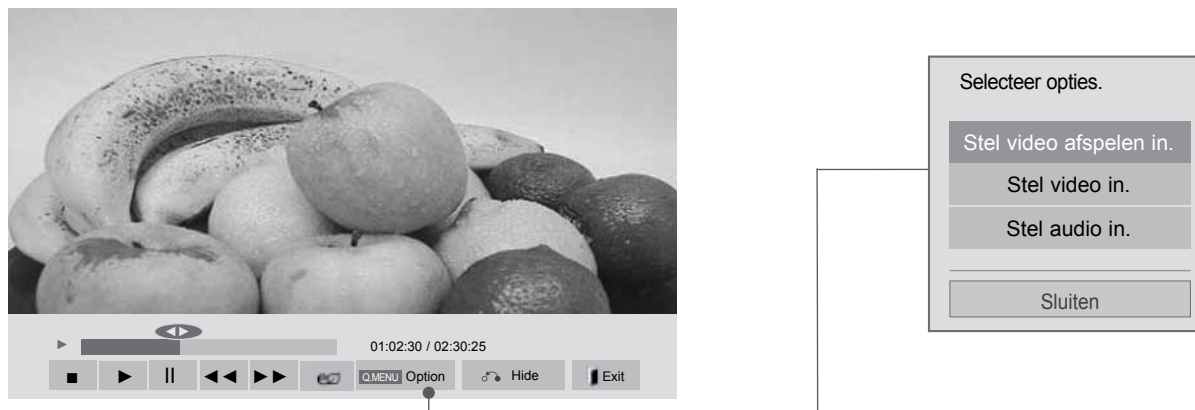 01:02:30 / 02:30:25
Q.MENU Option Hide Exit
Selecteer opties.
Stel video afspelen in.
Stel video in.
Stel audio in.
Sluiten